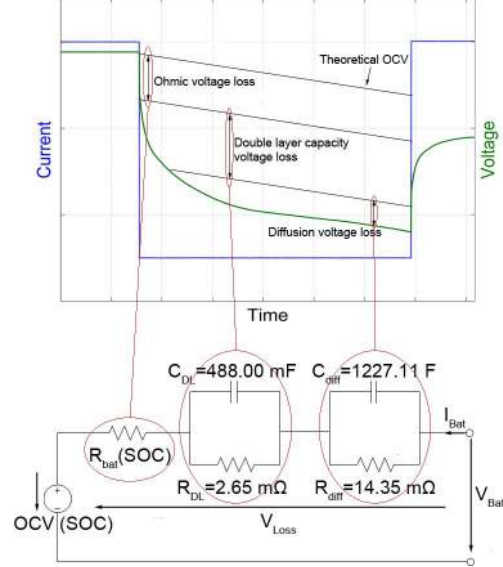 Theoretical OCV
Ohmic voltage loss
Double layer capacity
voltage loss
Diffusion voltage loss
Current
Voltage
Time
C_DL=488.00 mF
C_diff=1227.11 F
I_Bat
R_bat(SOC)
R_DL=2.65 mΩ
R_diff=14.35 mΩ
OCV (SOC)
V_Loss
V_Bat